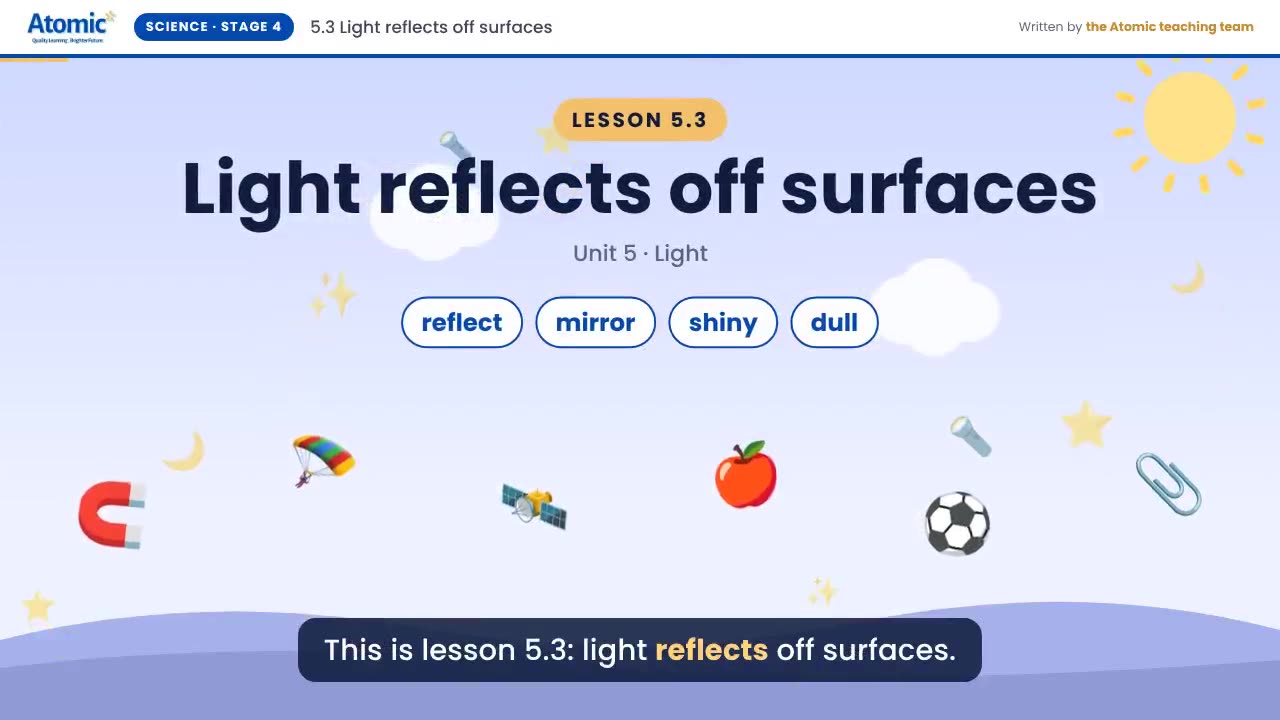 Atomic
Quality Learning . Brighter Future
SCIENCE · STAGE 4
5.3 Light reflects off surfaces
Written by the Atomic teaching team
LESSON 5.3
Light reflects off surfaces
Unit 5 · Light
reflect
mirror
shiny
dull
This is lesson 5.3: light reflects off surfaces.